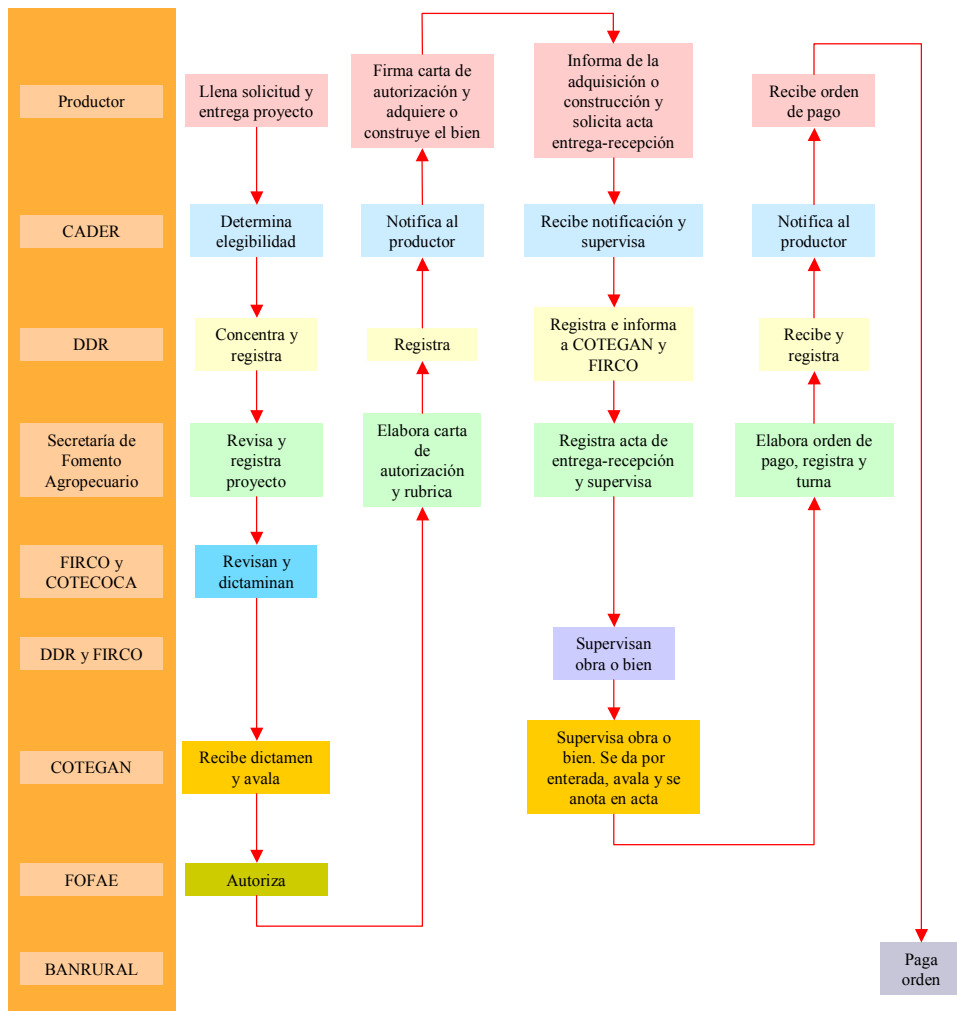 Productor
CADER
DDR
Secretaría de
Fomento
Agropecuario
FIRCO y
COTECOCA
DDR y FIRCO
COTEGAN
FOFAE
BANRURAL
Llena solicitud y
entrega proyecto
Determina
elegibilidad
Concentra y
registra
Revisa y
registra
proyecto
Revisan y
dictaminan
Recibe dictamen
y avala
Autoriza
Firma carta de
autorización y
adquiere o
construye el bien
Notifica al
productor
Registra
Elabora carta
de
autorización
y rubrica
Informa de la
adquisición o
construcción y
solicita acta
entrega-recepción
Recibe notificación y
supervisa
Registra e informa
a COTEGAN y
FIRCO
Registra acta de
entrega-recepción
y supervisa
Supervisan
obra o bien
Supervisa obra o
bien. Se da por
enterada, avala y se
anota en acta
Recibe orden
de pago
Notifica al
productor
Recibe y
registra
Elabora orden de
pago, registra y
turna
Paga
orden